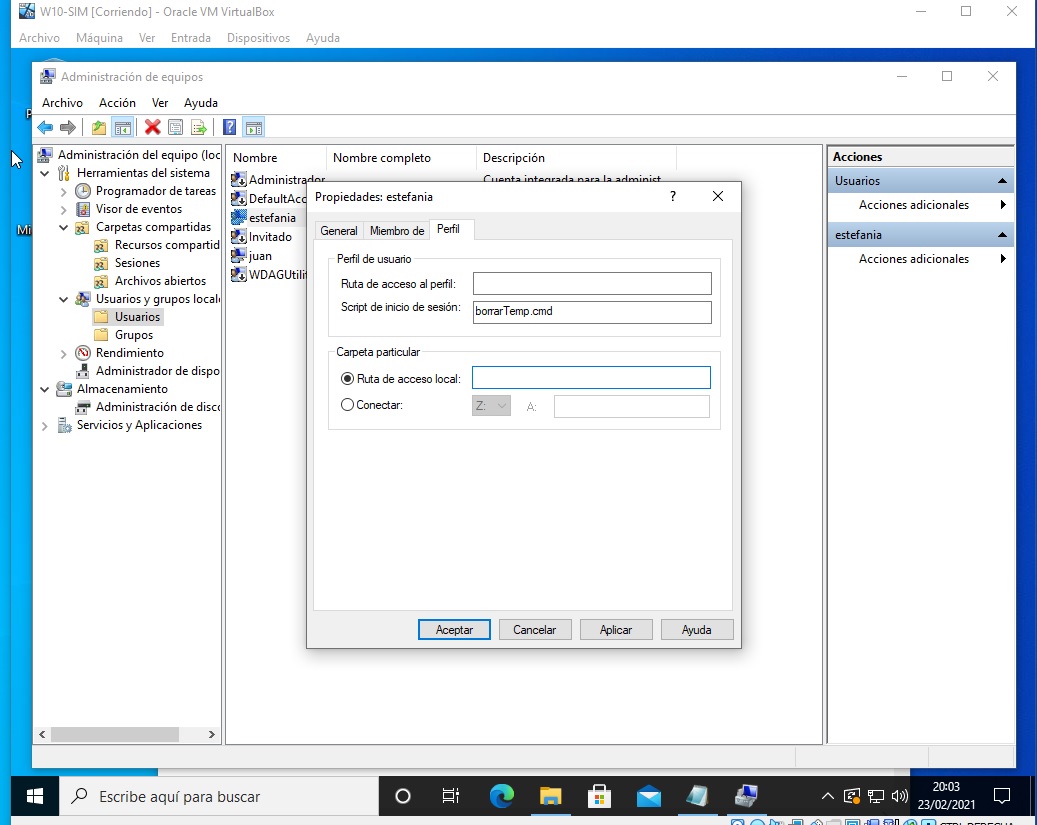 W10-SIM [Corriendo] - Oracle VM VirtualBox
Archivo Máquina Ver Entrada Dispositivos Ayuda
Administración de equipos
Archivo Acción Ver Ayuda
Administración del equipo (loc
Herramientas del sistema
Programador de tareas
Visor de eventos
Carpetas compartidas
Recursos compartid
Sesiones
Archivos abiertos
Usuarios y grupos locale
Usuarios
Grupos
Rendimiento
Administrador de dispo
Almacenamiento
Administración de disco
Servicios y Aplicaciones
Nombre Nombre completo Descripción
Administrador Cuenta integrada para la administ
DefaultAcc
estefania
Invitado
juan
WDAGUtilit
Propiedades: estefania ?
General Miembro de Perfil
Perfil de usuario
Ruta de acceso al perfil:
Script de inicio de sesión: borrarTemp.cmd
Carpeta particular
Ruta de acceso local:
Conectar: Z: A:
Aceptar Cancelar Aplicar Ayuda
Acciones
Usuarios
Acciones adicionales
estefania
Acciones adicionales
Mi
Escribe aquí para buscar
20:03
23/02/2021
CTRL DERECHA